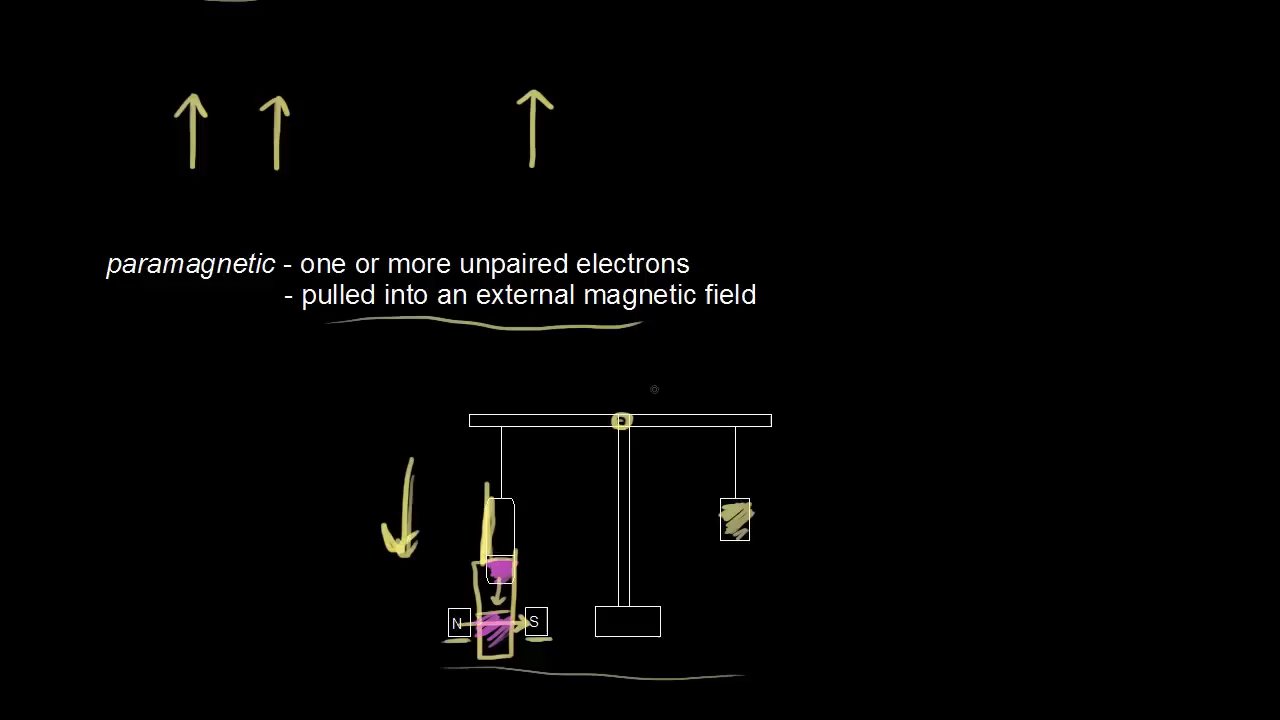 paramagnetic - one or more unpaired electrons
- pulled into an external magnetic field
N S